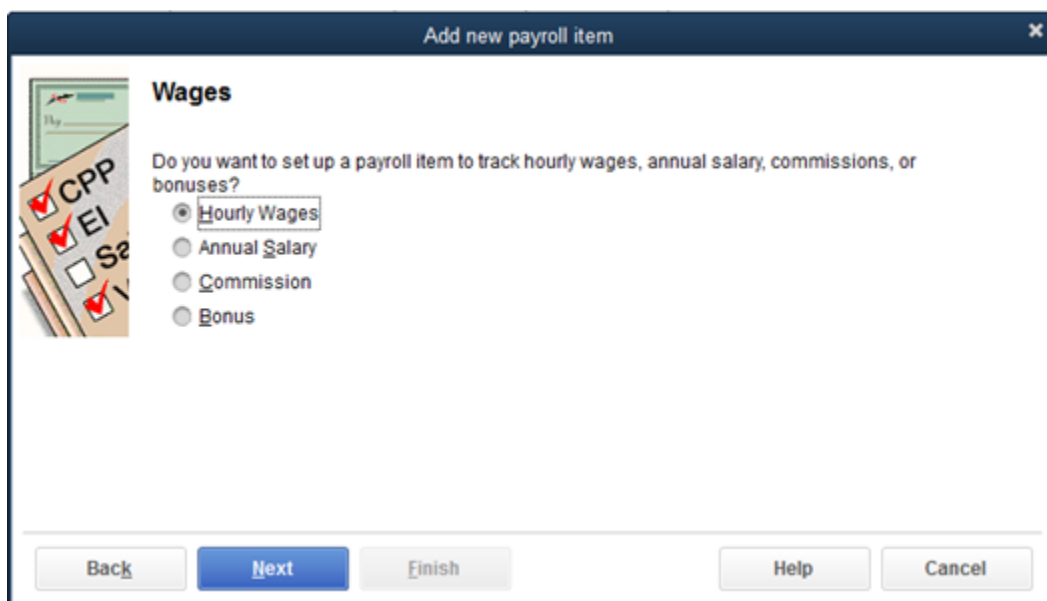 Add new payroll item
Wages
Do you want to set up a payroll item to track hourly wages, annual salary, commissions, or
bonuses?
Hourly Wages
Annual Salary
Commission
Bonus
CPP
EI
Sa
V
Back
Next
Finish
Help
Cancel